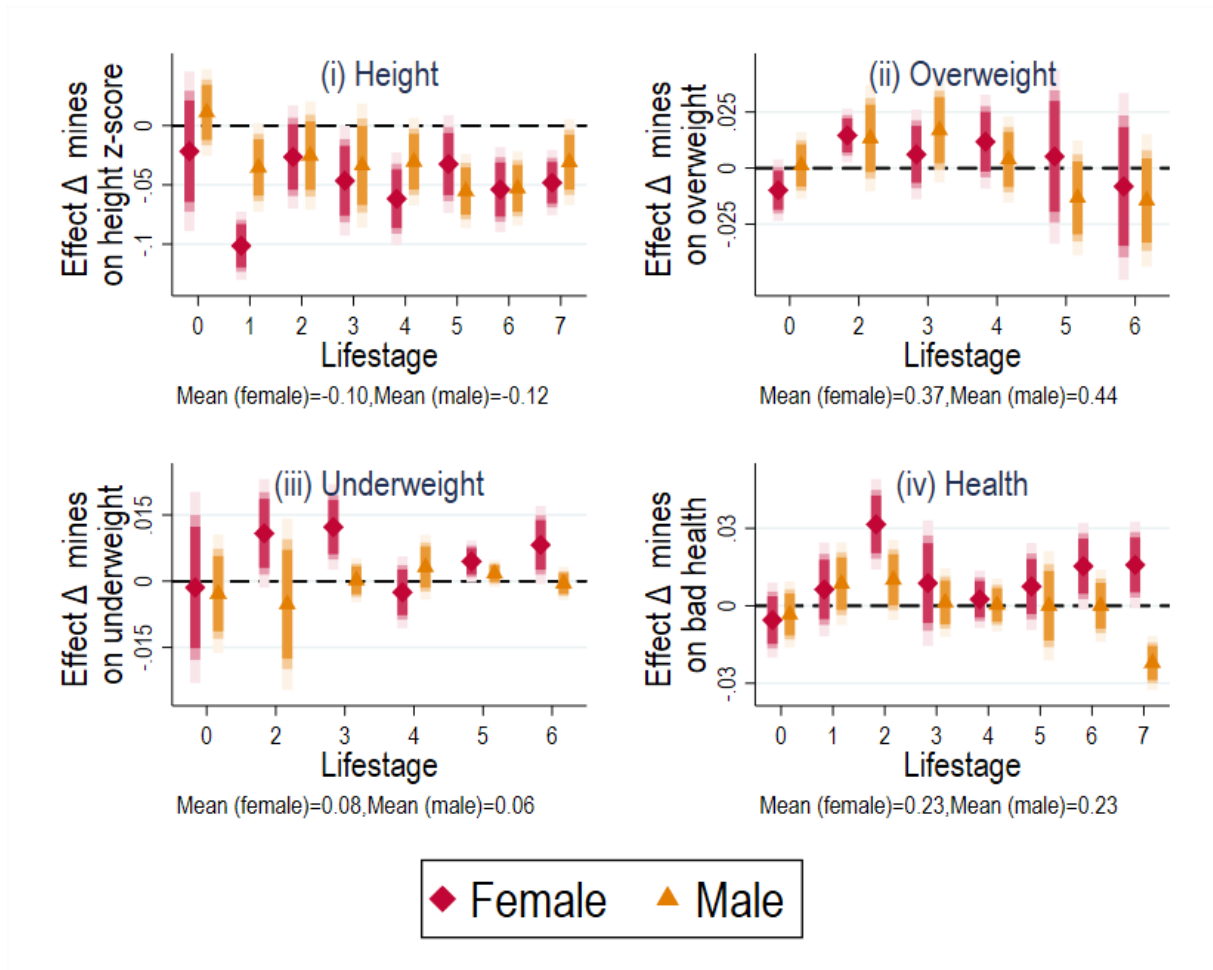 (i) Height
Effect Δ mines
on height z-score
0
-.05
-.1
0 1 2 3 4 5 6 7
Lifestage
Mean (female)=-0.10,Mean (male)=-0.12
(ii) Overweight
Effect Δ mines
on overweight
.025
0
-.025
0 2 3 4 5 6
Lifestage
Mean (female)=0.37,Mean (male)=0.44
(iii) Underweight
Effect Δ mines
on underweight
.015
0
-.015
0 2 3 4 5 6
Lifestage
Mean (female)=0.08,Mean (male)=0.06
(iv) Health
Effect Δ mines
on bad health
.03
0
-.03
0 1 2 3 4 5 6 7
Lifestage
Mean (female)=0.23,Mean (male)=0.23
Female Male